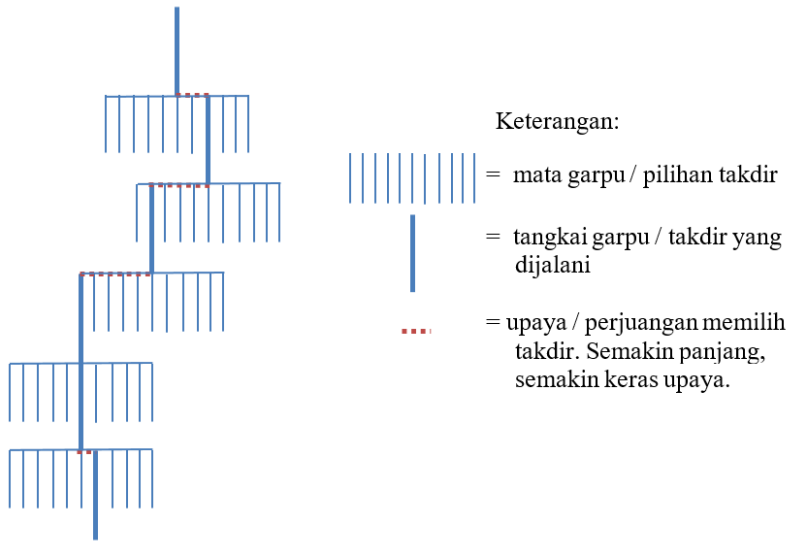 Keterangan:
= mata garpu / pilihan takdir
= tangkai garpu / takdir yang
dijalani
= upaya / perjuangan memilih
takdir. Semakin panjang,
semakin keras upaya.